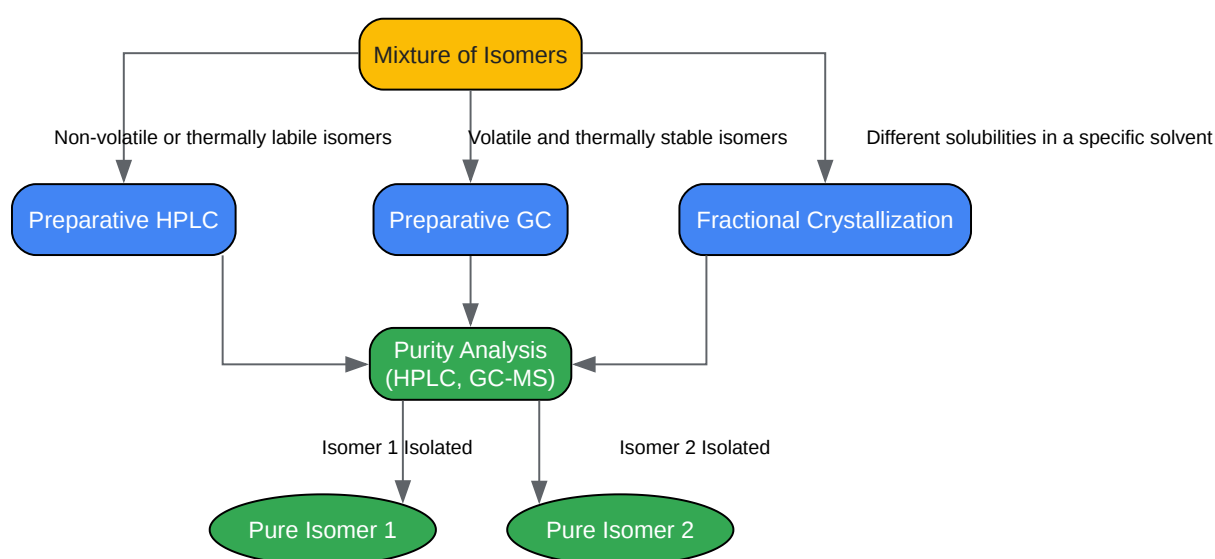 Mixture of Isomers
Non-volatile or thermally labile isomers
Volatile and thermally stable isomers
Different solubilities in a specific solvent
Preparative HPLC
Preparative GC
Fractional Crystallization
Purity Analysis
(HPLC, GC-MS)
Isomer 1 Isolated
Isomer 2 Isolated
Pure Isomer 1
Pure Isomer 2